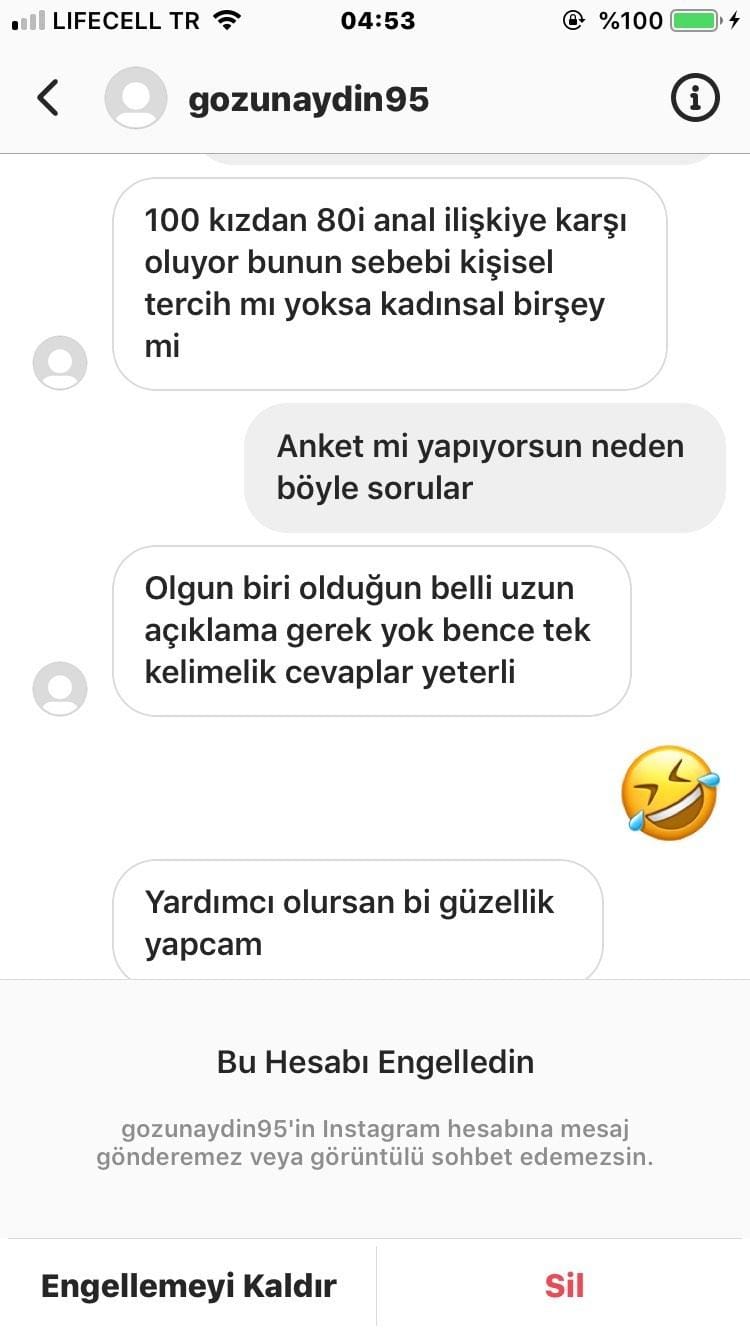 LIFECELL TR 04:53 %100
gozunaydin95
100 kızdan 80i anal ilişkiye karşı
oluyor bunun sebebi kişisel
tercih mı yoksa kadınsal birşey
mi
Anket mi yapıyorsun neden
böyle sorular
Olgun biri olduğun belli uzun
açıklama gerek yok bence tek
kelimelik cevaplar yeterli
Yardımcı olursan bi güzellik
yapcam
Bu Hesabı Engelledin
gozunaydin95'in Instagram hesabına mesaj
gönderemez veya görüntülü sohbet edemezsin.
Engellemeyi Kaldır
Sil